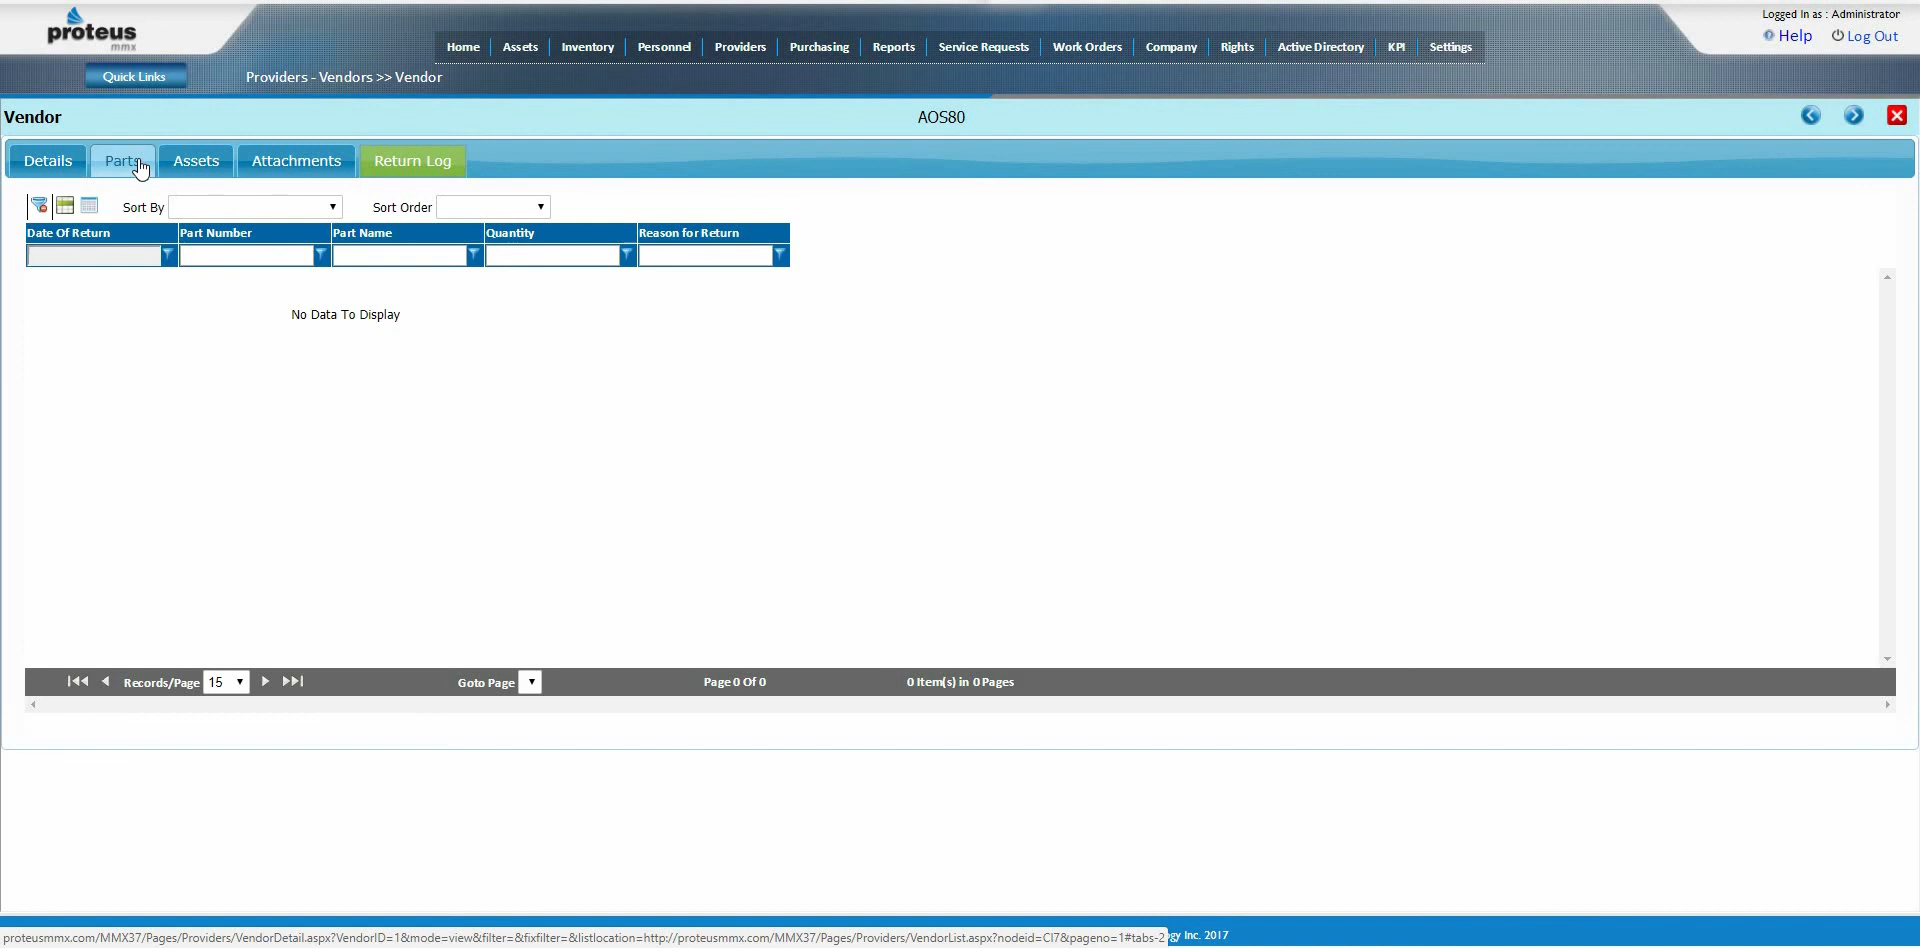 proteus
mmx
Logged In as : Administrator
Help Log Out
Home Assets Inventory Personnel Providers Purchasing Reports Service Requests Work Orders Company Rights Active Directory KPI Settings
Quick Links
Providers - Vendors >> Vendor
Vendor
AOS80
Details Parts Assets Attachments Return Log
Sort By Sort Order
Date Of Return Part Number Part Name Quantity Reason for Return
No Data To Display
Records/Page 15 Goto Page Page 0 Of 0 0 Item(s) in 0 Pages
proteusmmx.com/MMX37/Pages/Providers/VendorDetail.aspx?VendorID=1&mode=view&filter=&fixfilter=&listlocation=http://proteusmmx.com/MMX37/Pages/Providers/VendorList.aspx?nodeid=CI7&pageno=1#tabs-2
gy Inc. 2017